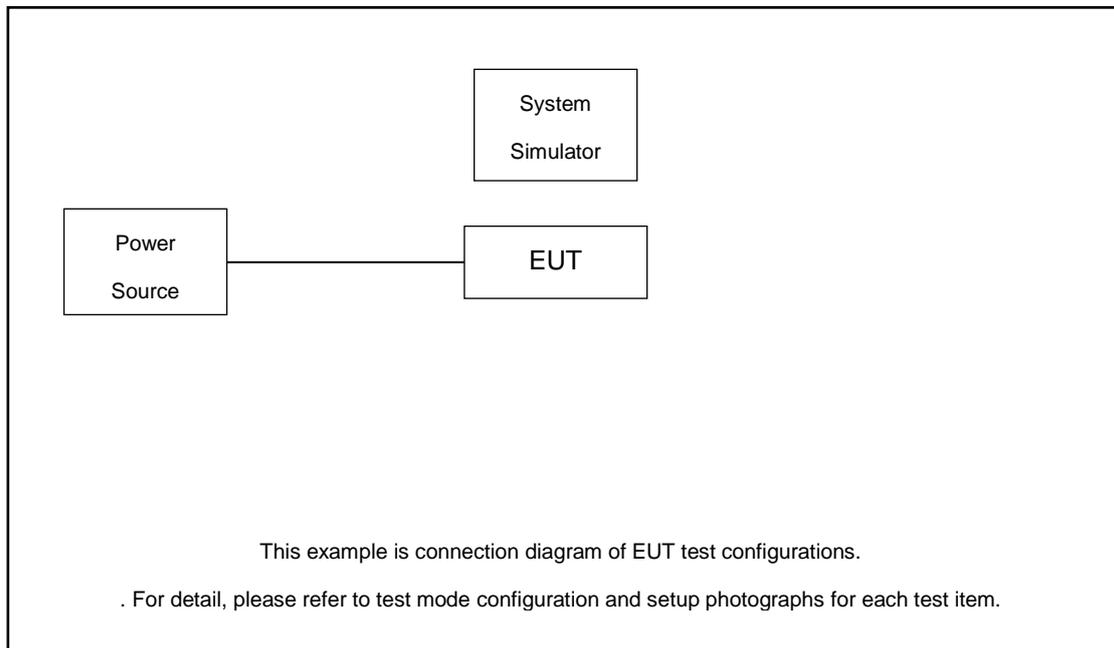 System
Simulator
Power
Source
EUT
This example is connection diagram of EUT test configurations.
. For detail, please refer to test mode configuration and setup photographs for each test item.